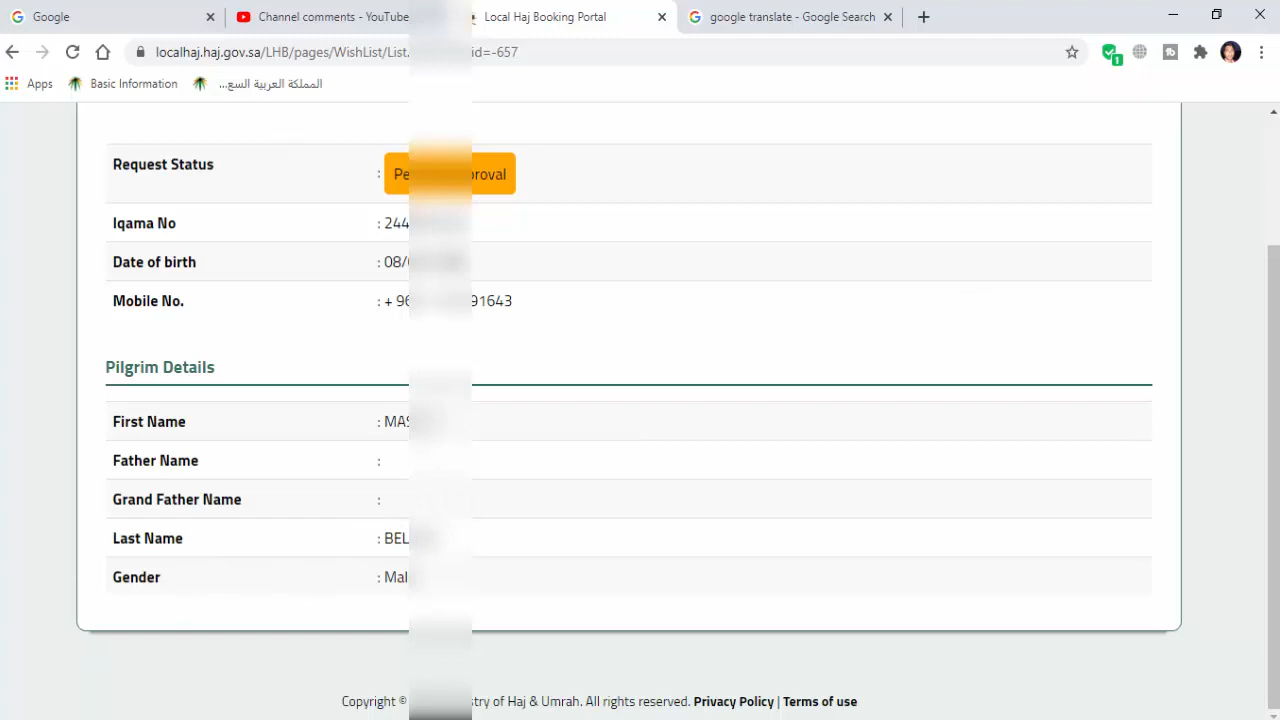 Google
Channel comments - YouTube
Local Haj Booking Portal
google translate - Google Search
localhaj.haj.gov.sa/LHB/pages/WishList/List. id=-657
1
Apps
Basic Information
المملكة العربية السع...
Request Status :
Iqama No : 244
Date of birth : 08/
Mobile No. : + 96 91643
Pilgrim Details
First Name : MAS
Father Name :
Grand Father Name :
Last Name : BEL
Gender : Mal
Copyright © stry of Haj & Umrah. All rights reserved. Privacy Policy | Terms of use